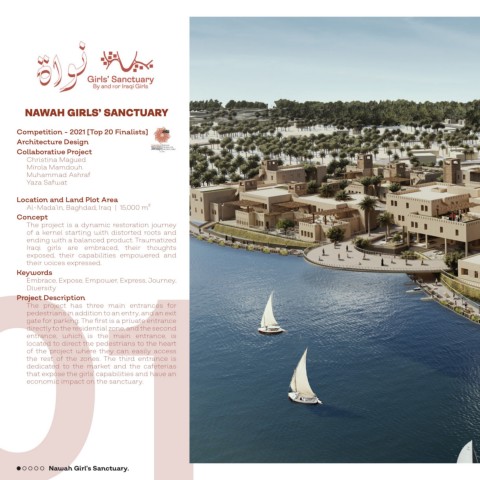 نواة
Girls' Sanctuary
By and ror Iraqi Girls
NAWAH GIRLS' SANCTUARY
Competition - 2021 [Top 20 Finalists]
Architecture Design
Collaborative Project
Christina Magued
Mirola Mamdouh
Muhammad Ashraf
Yaza Safwat
Location and Land Plot Area
Al-Mada'in, Baghdad, Iraq | 15000 m²
Concept
The project is a dynamic restoration journey
of a kernel starting with distorted roots and
ending with a balanced product. Traumatized
Iraqi girls are embraced, their thoughts
exposed, their capabilities empowered, and
their voices expressed.
Keywords
Embrace, Expose, Empower, Express, Journey,
Diversity
Project Description
The project has three main entrances for
pedestrians in addition to an entry and an exit
gate for parking. The first is a private entrance
directly to the residential zone, and the second
entrance, which is the main entrance is
located to direct the pedestrians to the heart
of the project where they can easily access
the rest of the zones. The third entrance is
dedicated to the market and the cafeterias
that expose the girls' capabilities and have an
economic impact on the sanctuary.
01
Nawah Girl's Sanctuary.